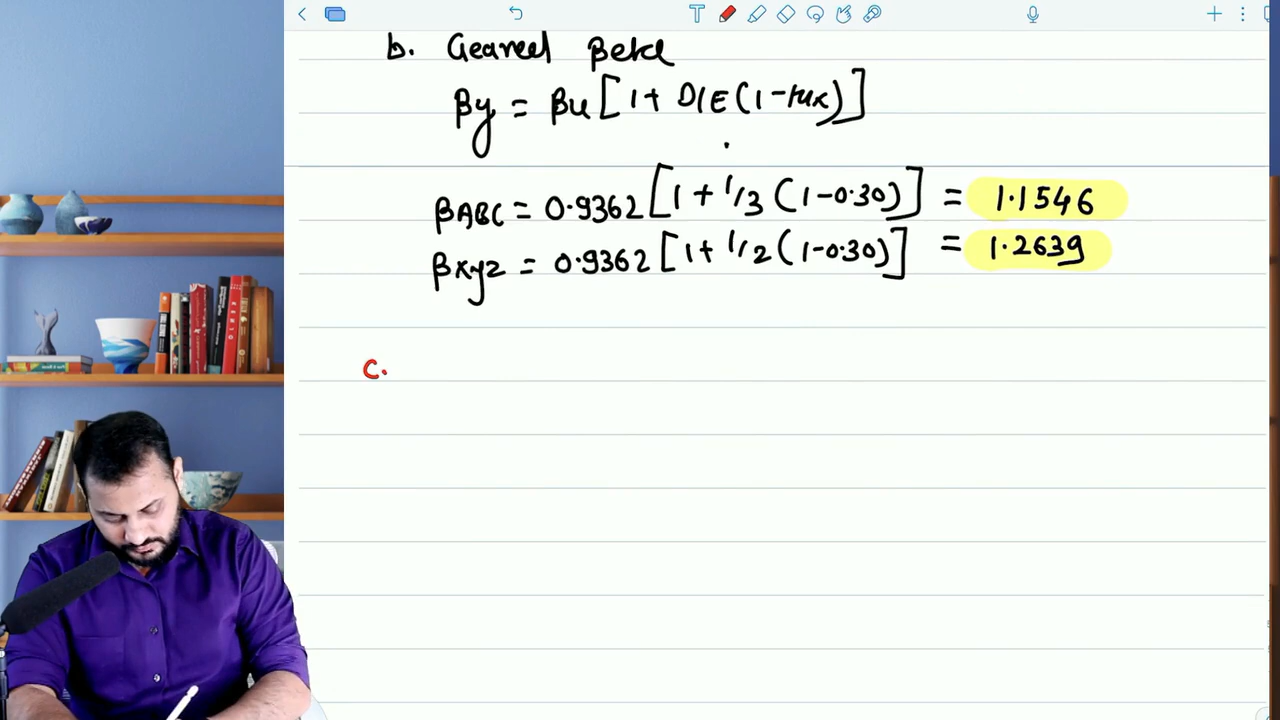 b. Geared Beta
βg = βu [1 + D/E (1 - tax)]
βABC = 0.9362 [1 + 1/3 (1-0.30)] = 1.1546
βxyz = 0.9362 [1 + 1/2 (1-0.30)] = 1.2639
C.